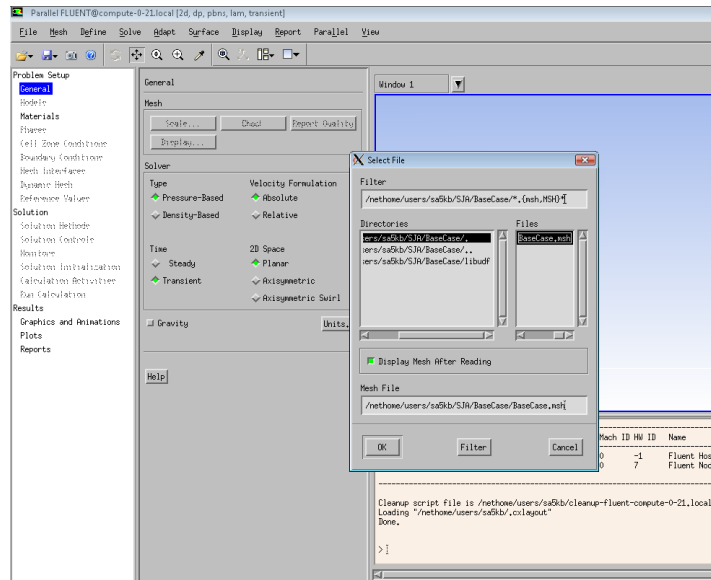 Parallel FLUENT@compute-0-21.local [2d, dp, pbns, lam, transient]
File Mesh Define Solve Adapt Surface Display Report Parallel View
Problem Setup
General
Models
Materials
Phases
Cell Zone Conditions
Boundary Conditions
Mesh Interfaces
Dynamic Mesh
Reference Values
Solution
Solution Methods
Solution Controls
Monitors
Solution Initialization
Calculation Activities
Run Calculation
Results
Graphics and Animations
Plots
Reports
General
Mesh
Scale... Check Report Quality
Display...
Solver
Type Velocity Formulation
Pressure-Based Absolute
Density-Based Relative
Time 2D Space
Steady Planar
Transient Axisymmetric
Axisymmetric Swirl
Gravity Units.
Help
Window 1
Select File
Filter
/nethome/users/sa5kb/SJA/BaseCase/*.(msh,MSH)*
Directories Files
ers/sa5kb/SJA/BaseCase/. BaseCase.msh
ers/sa5kb/SJA/BaseCase/..
ers/sa5kb/SJA/BaseCase/libudf
Display Mesh After Reading
Mesh File
/nethome/users/sa5kb/SJA/BaseCase/BaseCase.msh
OK Filter Cancel
Mach ID HW ID Name
0 -1 Fluent Hos
0 7 Fluent Nod
Cleanup script file is /nethome/users/sa5kb/cleanup-fluent-compute-0-21.local
Loading "/nethome/users/sa5kb/.cxlayout"
Done.
>